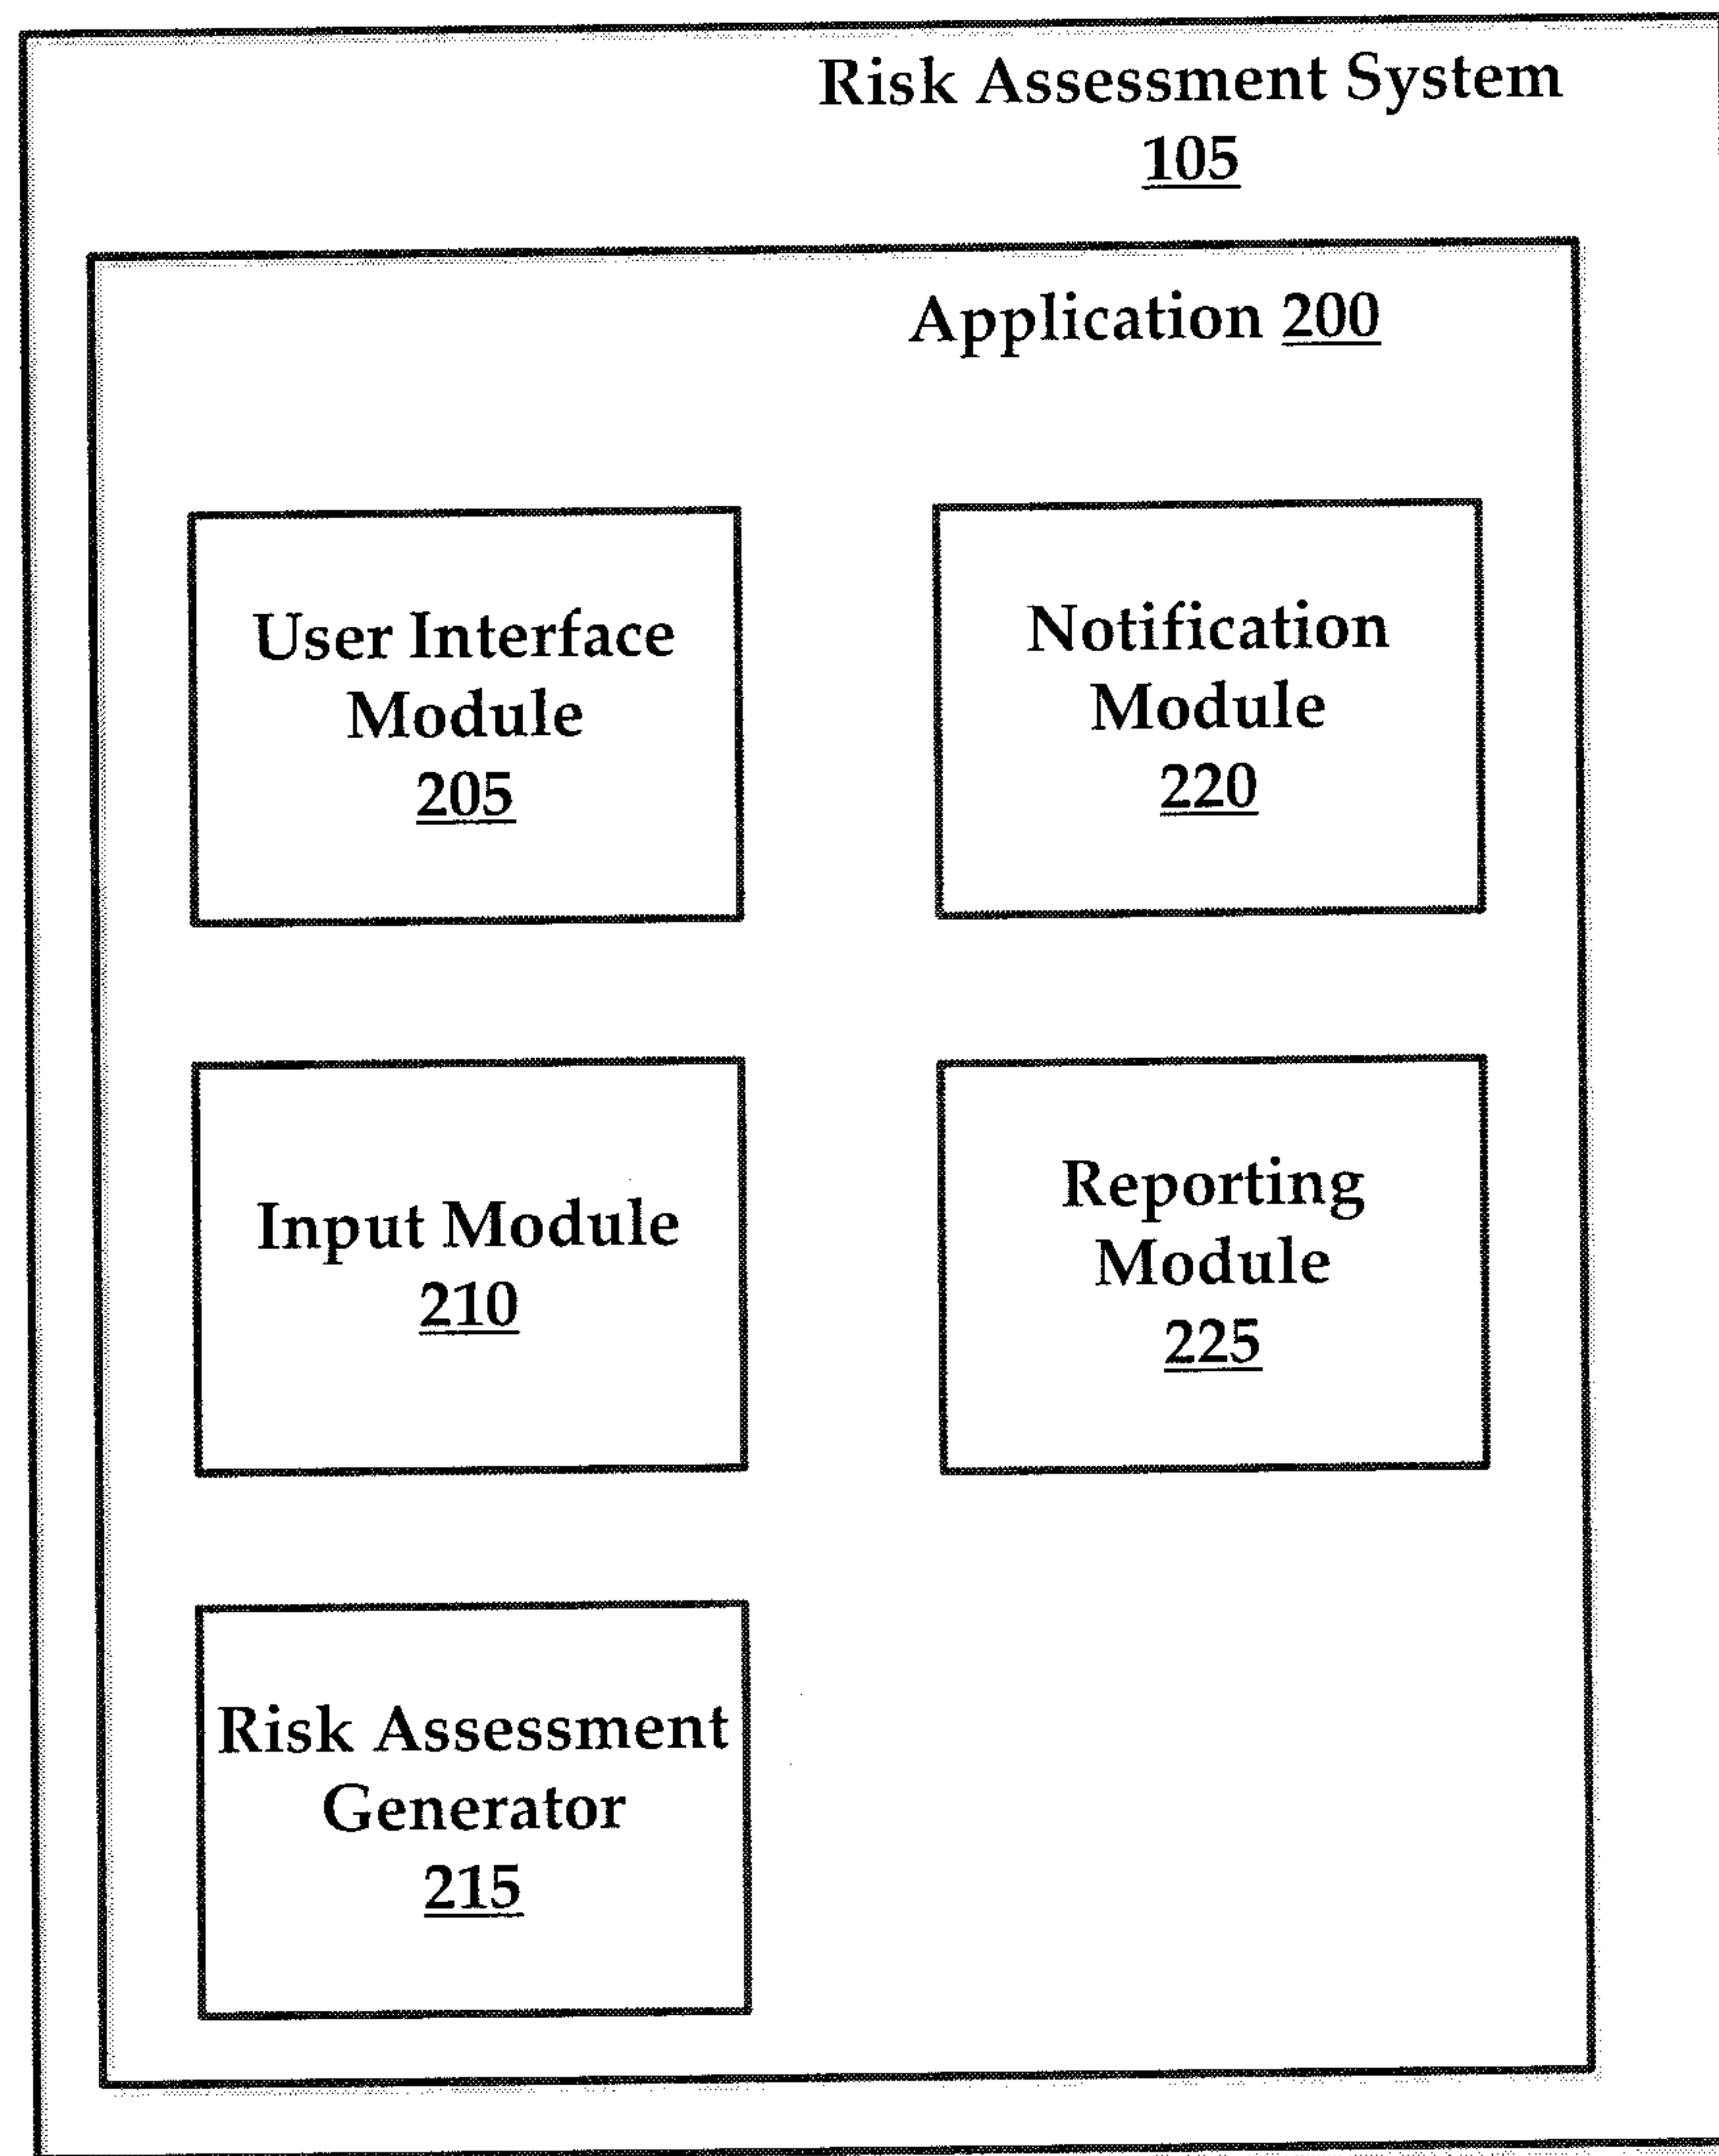 Risk Assessment System
105
Application 200
User Interface
Module
205
Notification
Module
220
Input Module
210
Reporting
Module
225
Risk Assessment
Generator
215